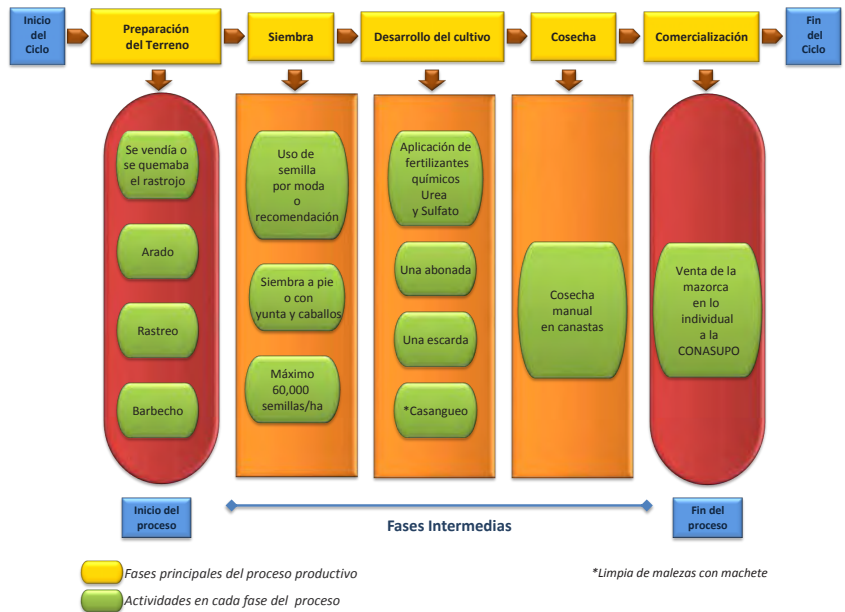 Inicio
del
Ciclo
Preparación
del Terreno
Siembra
Desarrollo del cultivo
Cosecha
Comercialización
Fin
del
Ciclo
Se vendía o
se quemaba
el rastrojo
Arado
Rastreo
Barbecho
Uso de
semilla
por moda
o
recomendación
Siembra a pie
o con
yunta y caballos
Máximo
60,000
semillas/ha
Aplicación de
fertilizantes
químicos
Urea
y Sulfato
Una abonada
Una escarda
*Casangueo
Cosecha
manual
en canastas
Venta de la
mazorca
en lo
individual
a la
CONASUPO
Inicio del
proceso
Fases Intermedias
Fin del
proceso
Fases principales del proceso productivo
*Limpia de malezas con machete
Actividades en cada fase del proceso